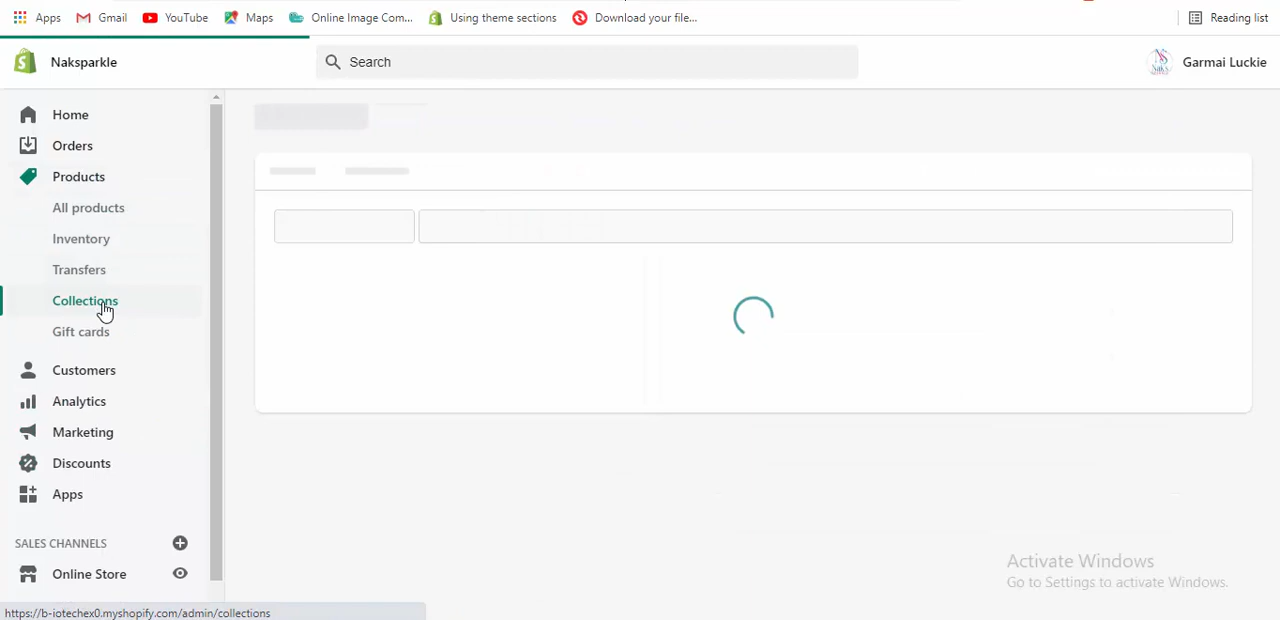 Apps Gmail YouTube Maps Online Image Com... Using theme sections Download your file... Reading list
Naksparkle Search Garmai Luckie
Home
Orders
Products
All products
Inventory
Transfers
Collections
Gift cards
Customers
Analytics
Marketing
Discounts
Apps
SALES CHANNELS
Online Store
Activate Windows
Go to Settings to activate Windows.
https://b-iotechex0.myshopify.com/admin/collections